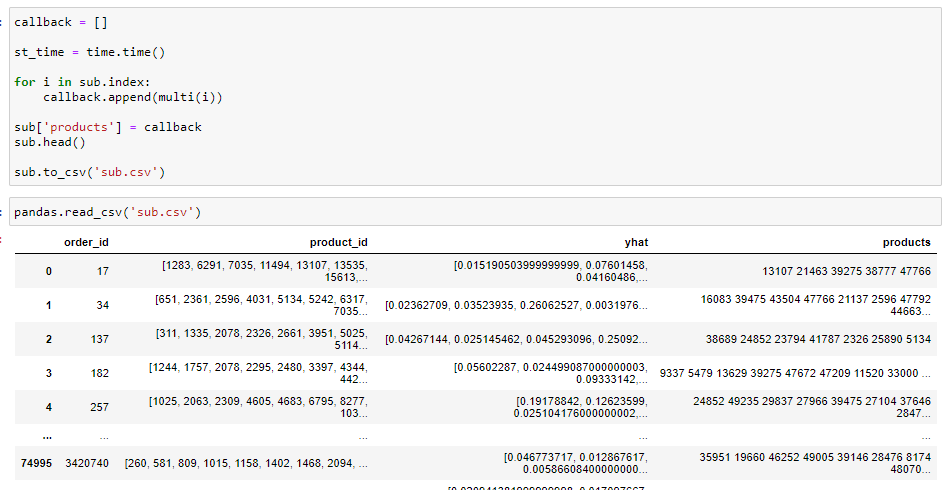 callback = []
st_time = time.time()
for i in sub.index:
callback.append(multi(i))
sub['products'] = callback
sub.head()
sub.to_csv('sub.csv')
pandas.read_csv('sub.csv')
order_id product_id yhat products
0 17 [1283, 6291, 7035, 11494, 13107, 13535, 15613,... [0.015190503999999999, 0.07601458, 0.04160486,... 13107 21463 39275 38777 47766
1 34 [651, 2361, 2596, 4031, 5134, 5242, 6317, 7035... [0.02362709, 0.03523935, 0.26062527, 0.0031976... 16083 39475 43504 47766 21137 2596 47792 44663...
2 137 [311, 1335, 2078, 2326, 2661, 3951, 5025, 5114... [0.04267144, 0.025145462, 0.045293096, 0.25092... 38689 24852 23794 41787 2326 25890 5134
3 182 [1244, 1757, 2078, 2295, 2480, 3397, 4344, 442... [0.05602287, 0.024499087000000003, 0.09333142,... 9337 5479 13629 39275 47672 47209 11520 33000 ...
4 257 [1025, 2063, 2309, 4605, 4683, 6795, 8277, 103... [0.19178842, 0.12623599, 0.025104176000000002,... 24852 49235 29837 27966 39475 27104 37646 2847...
... ... ... ... ...
74995 3420740 [260, 581, 809, 1015, 1158, 1402, 1468, 2094, ... [0.046773717, 0.012867617, 0.00586608400000000... 35951 19660 46252 49005 39146 28476 8174 48070...